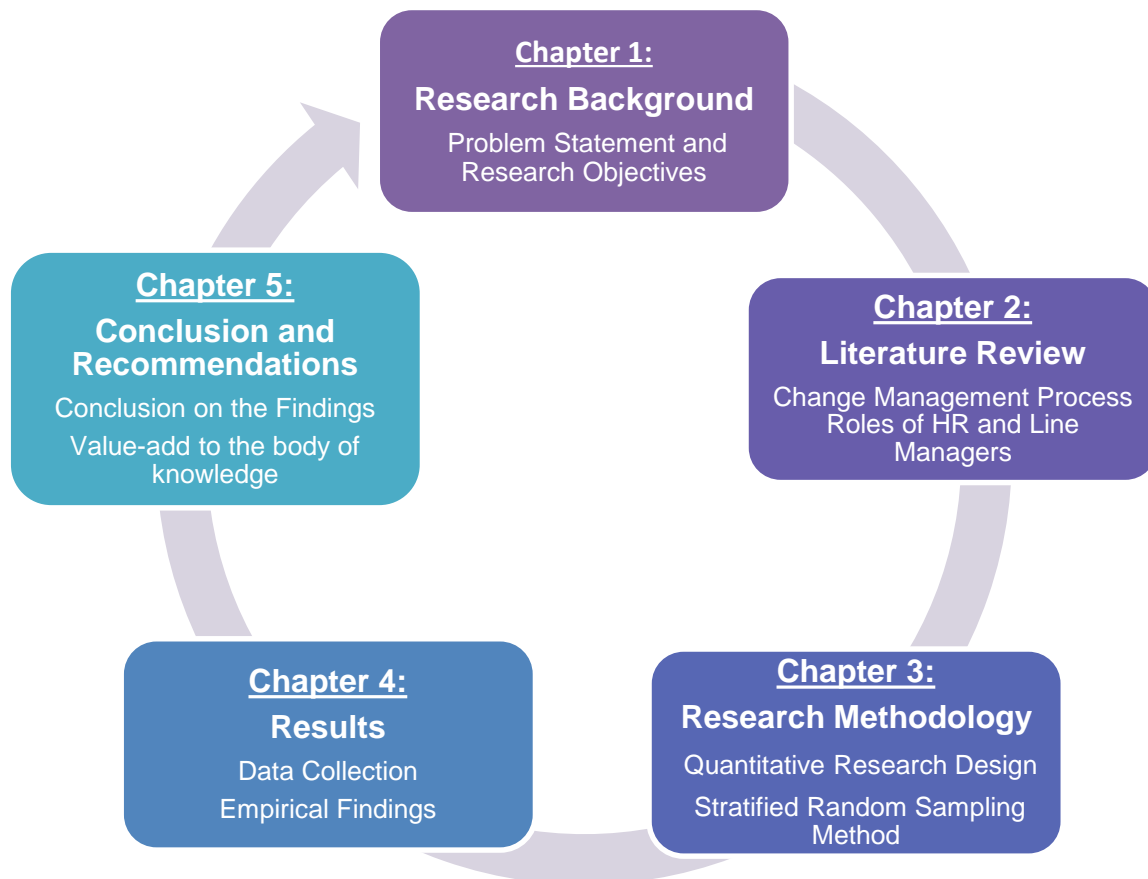 Chapter 1:
Research Background
Problem Statement and
Research Objectives
Chapter 2:
Literature Review
Change Management Process
Roles of HR and Line
Managers
Chapter 3:
Research Methodology
Quantitative Research Design
Stratified Random Sampling
Method
Chapter 4:
Results
Data Collection
Empirical Findings
Chapter 5:
Conclusion and
Recommendations
Conclusion on the Findings
Value-add to the body of
knowledge